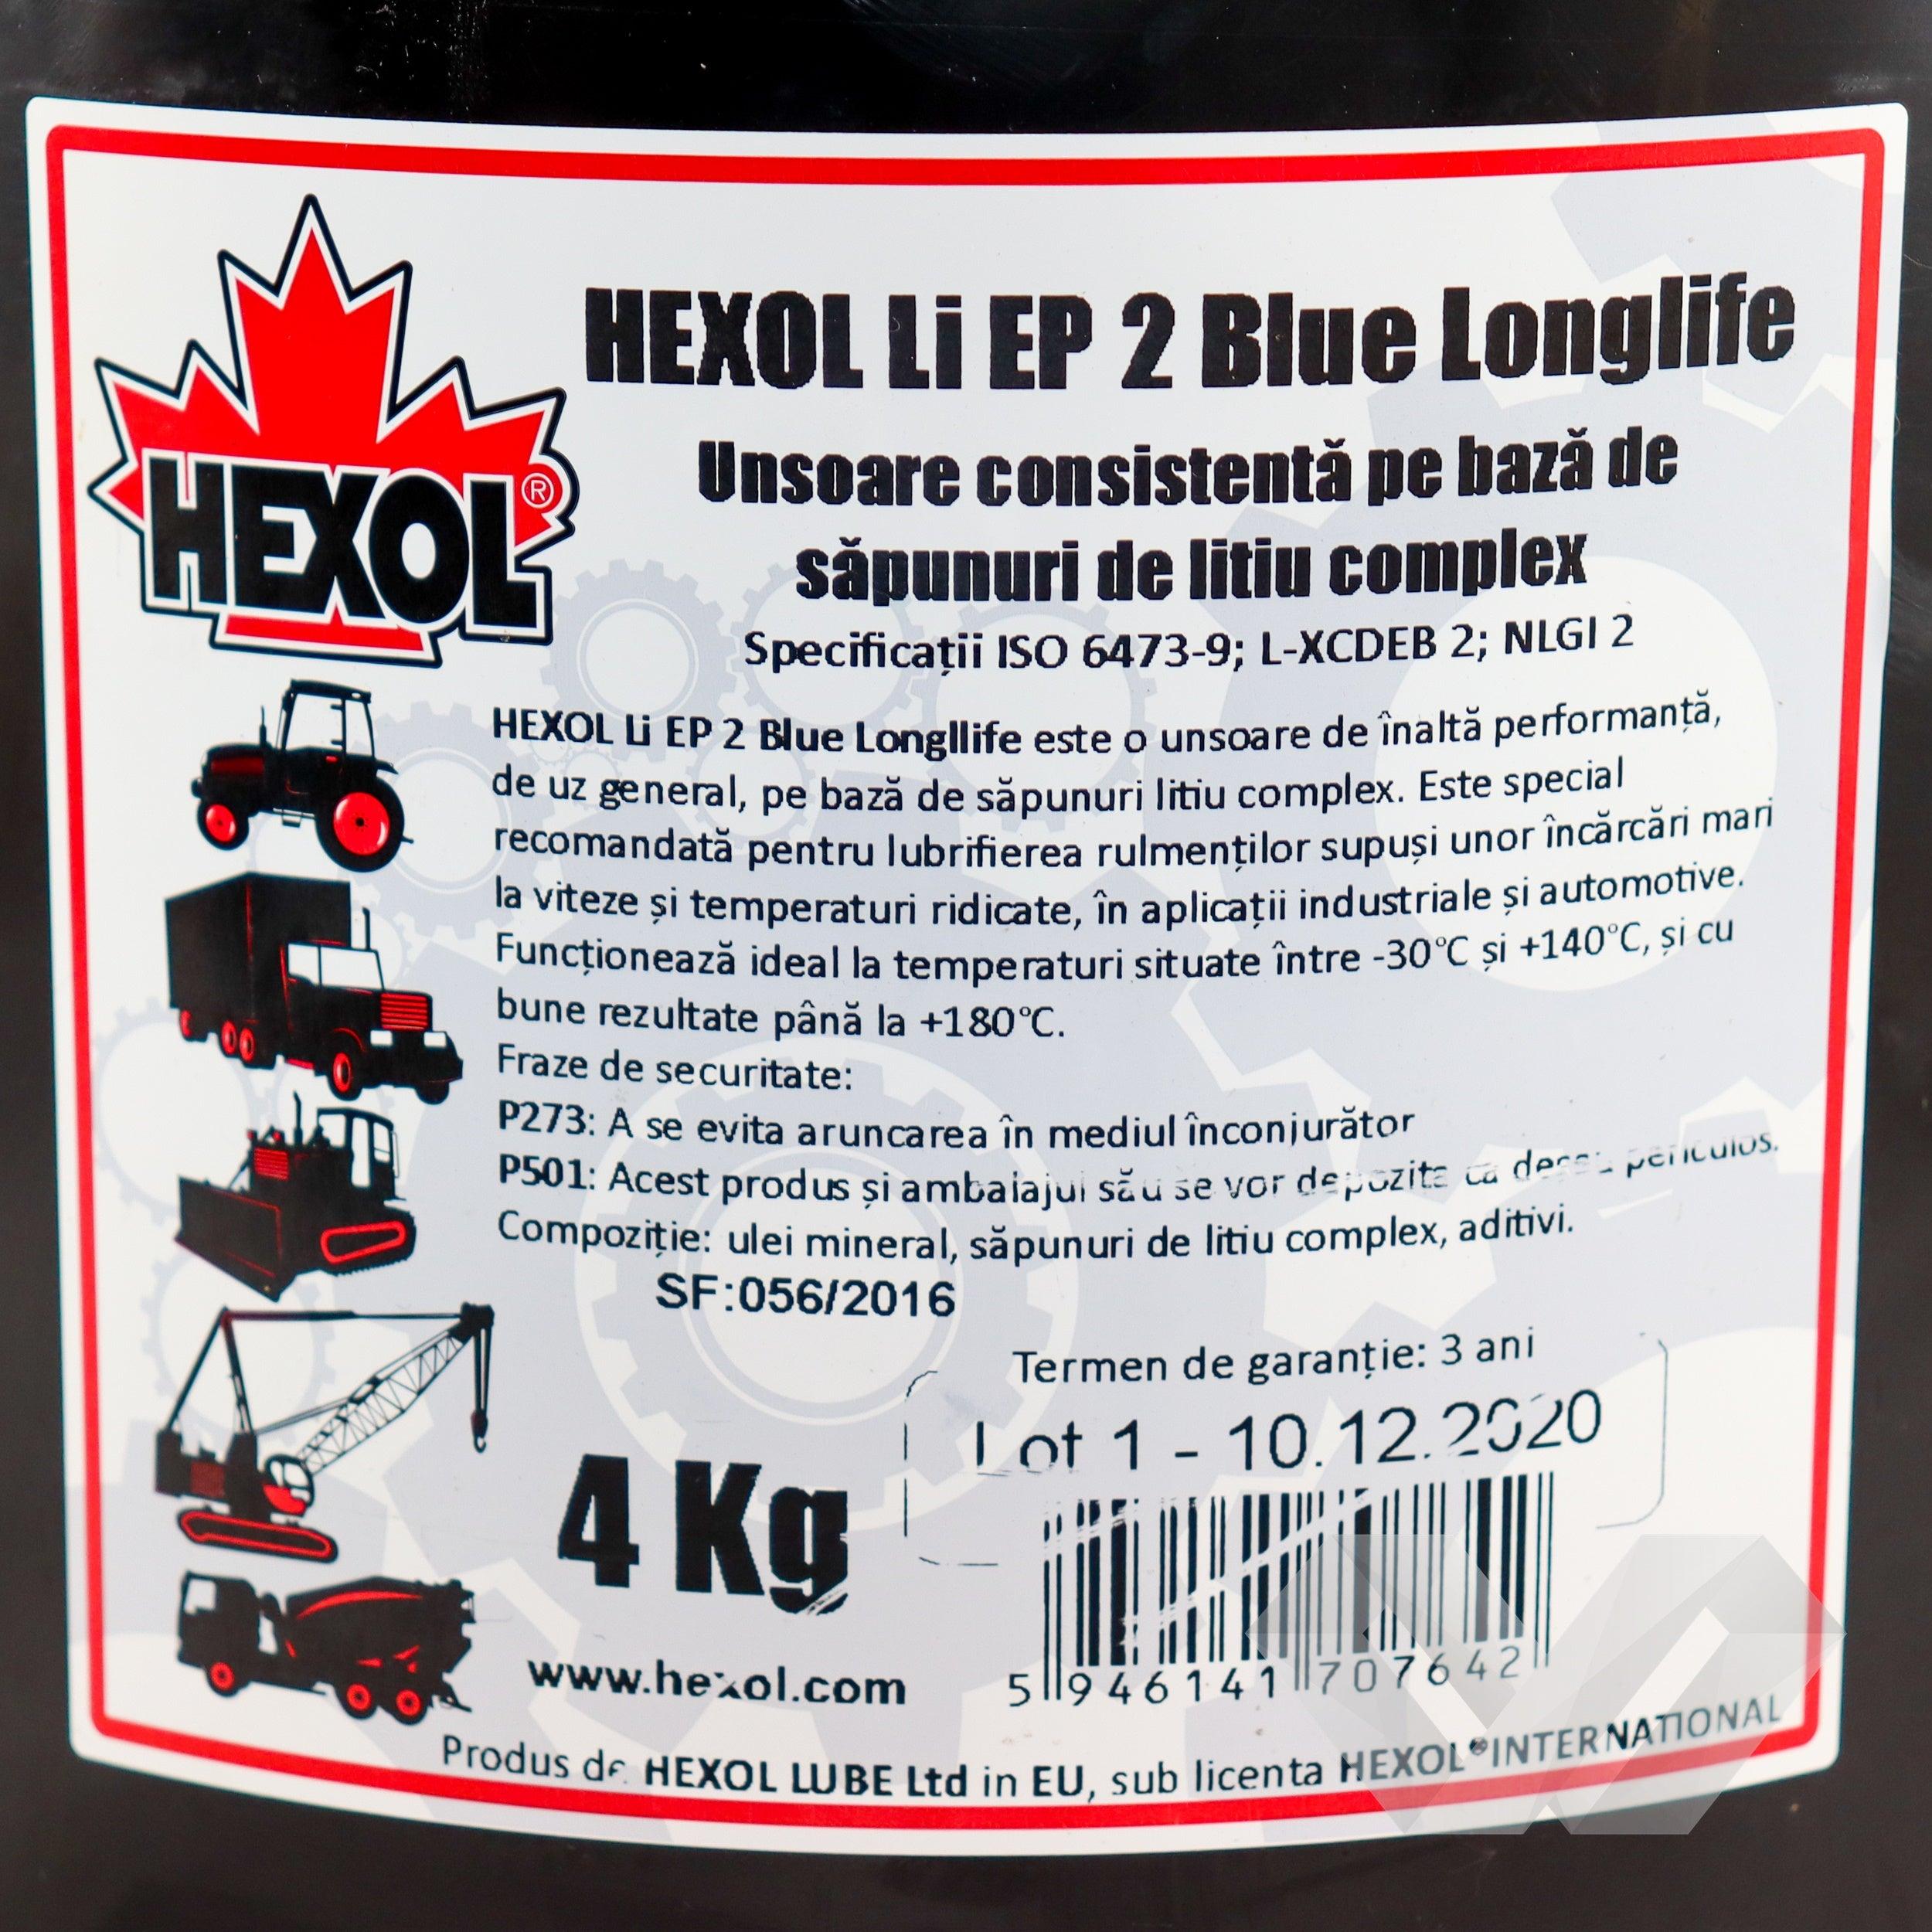 HEXOL®
HEXOL Li EP 2 Blue Longlife
Unsoare consistentă pe bază de
săpunuri de litiu complex
Specificații ISO 6473-9; L-XCDEB 2; NLGI 2
HEXOL Li EP 2 Blue Longllife este o unsoare de înaltă performanță,
de uz general, pe bază de săpunuri litiu complex. Este special
recomandată pentru lubrifierea rulmenților supuși unor încărcări mari
la viteze și temperaturi ridicate, în aplicații industriale și automotive.
Funcționează ideal la temperaturi situate între -30°C și +140°C, și cu
bune rezultate până la +180°C.
Fraze de securitate:
P273: A se evita aruncarea în mediul înconjurător
P501: Acest produs și ambalajul său se vor depozita ca deșeu periculos.
Compoziție: ulei mineral, săpunuri de litiu complex, aditivi.
SF:056/2016
Termen de garanție: 3 ani
Lot 1 - 10.12.2020
4 Kg
5 946141 707642
www.hexol.com
Produs de HEXOL LUBE Ltd in EU, sub licenta HEXOL® INTERNATIONAL